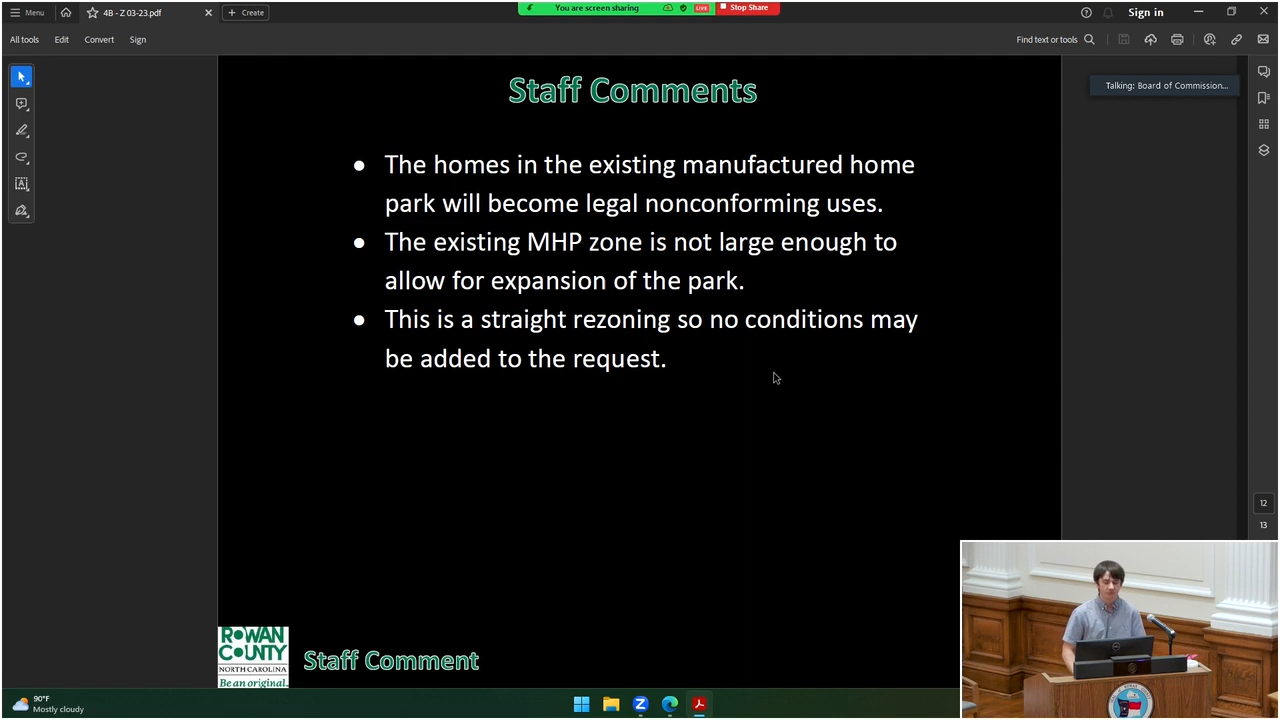 Menu
4B - Z 03-23.pdf
Create
You are screen sharing
LIVE
Stop Share
Sign in
All tools
Edit
Convert
Sign
Find text or tools
Talking: Board of Commission...
Staff Comments
● The homes in the existing manufactured home
park will become legal nonconforming uses.
● The existing MHP zone is not large enough to
allow for expansion of the park.
● This is a straight rezoning so no conditions may
be added to the request.
12
13
ROWAN
COUNTY
NORTH CAROLINA
Be an original.
Staff Comment
90°F
Mostly cloudy